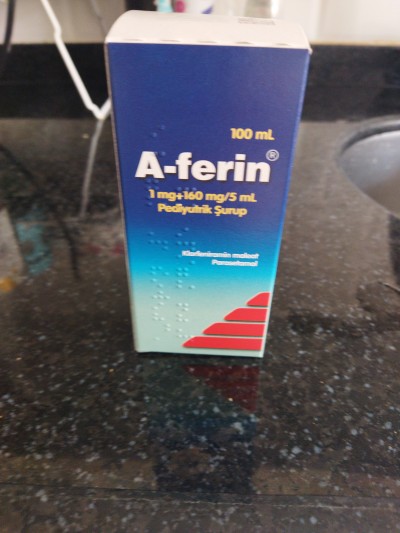 100 mL
A-ferin®
1 mg+160 mg/5 mL
Pediyatrik Şurup
Klorfeniramin maleat
Parasetamol